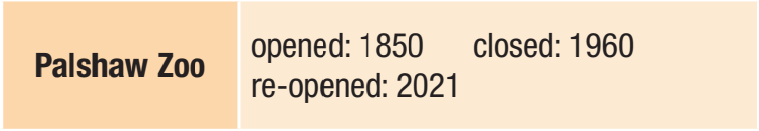 Palshaw Zoo
opened: 1850 closed: 1960
re-opened: 2021